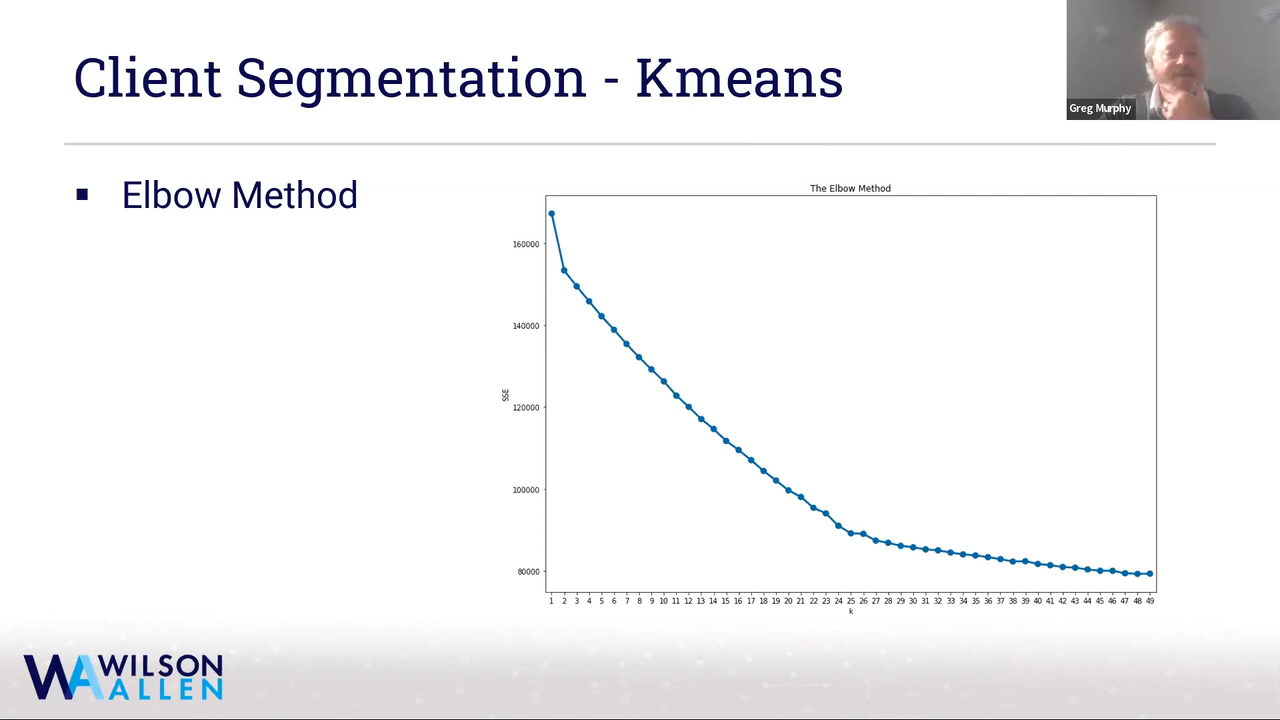 Client Segmentation - Kmeans
Greg Murphy
▪ Elbow Method
The Elbow Method
160000
140000
120000
100000
80000
SSE
1 2 3 4 5 6 7 8 9 10 11 12 13 14 15 16 17 18 19 20 21 22 23 24 25 26 27 28 29 30 31 32 33 34 35 36 37 38 39 40 41 42 43 44 45 46 47 48 49
k
WA WILSON
ALLEN